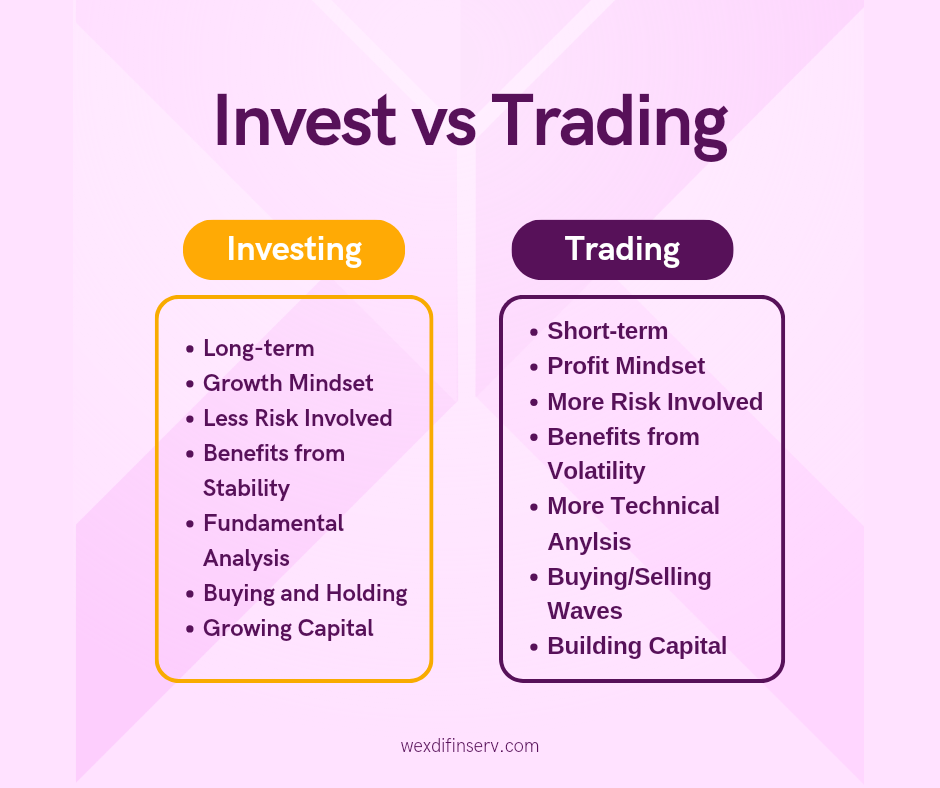 Invest vs Trading
Investing
• Long-term
• Growth Mindset
• Less Risk Involved
• Benefits from
Stability
• Fundamental
Analysis
• Buying and Holding
• Growing Capital
Trading
• Short-term
• Profit Mindset
• More Risk Involved
• Benefits from
Volatility
• More Technical
Anylsis
• Buying/Selling
Waves
• Building Capital
wexdifinserv.com